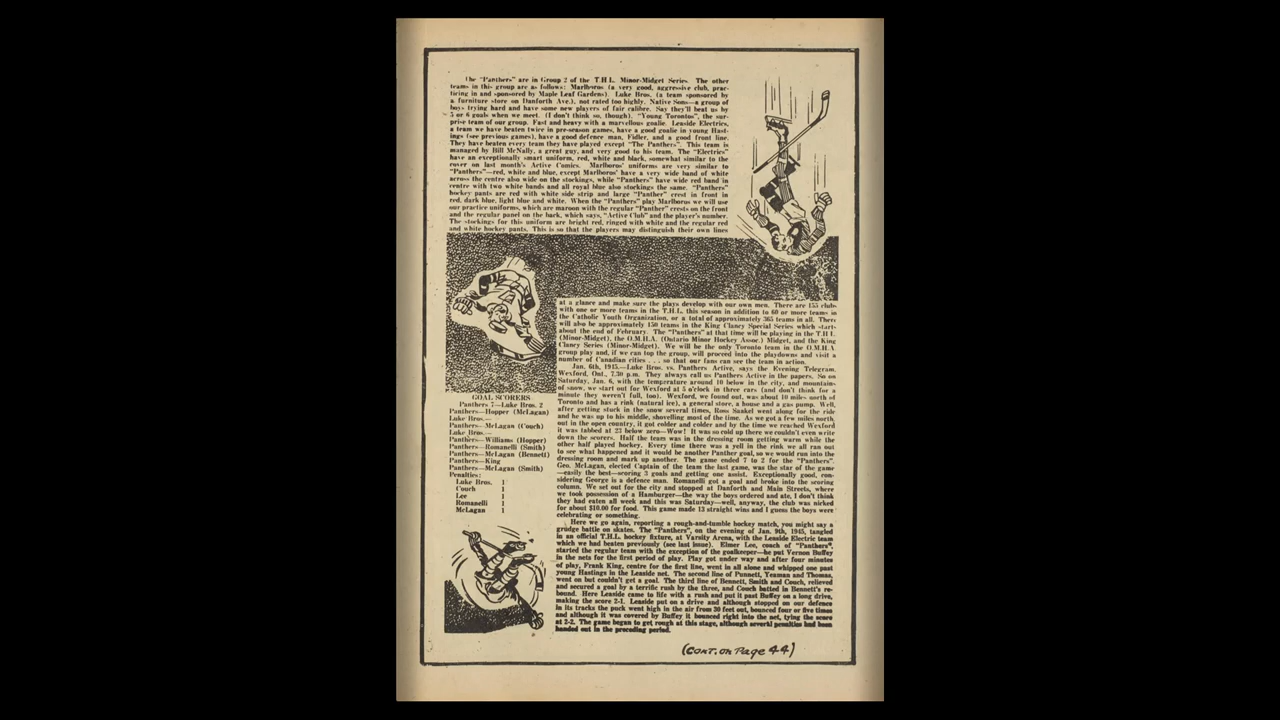 The "Panthers" are in Group 2 of the T.H.L. Minor-Midget Series. The other
teams in this group are as follows: Marlboros (a very good, aggressive club, prac-
ticing in and sponsored by Maple Leaf Gardens). Luke Bros. (a team sponsored by
a furniture store on Danforth Ave.), not rated too highly. Native Sons—a group of
boys trying hard and have some new players of fair calibre. Say they'll beat us by
5 or 6 goals when we meet. (I don't think so, though). "Young Torontos", the sur-
prise team of our group. Fast and heavy with a marvellous goalie. Leaside Electrics,
a team we have beaten twice in pre-season games, have a good goalie in young Hast-
ings (see previous games), have a good defence man, Fidler, and a good front line.
They have beaten every team they have played except "The Panthers". This team is
managed by Bill McNally, a great guy, and very good to his team. The "Electrics"
have an exceptionally smart uniform, red, white and black, somewhat similar to the
cover on last month's Active Comics. Marlboros' uniforms are very similar to
"Panthers"—red, white and blue, except Marlboros' have a very wide band of white
across the centre also wide on the stockings, while "Panthers" have wide red band in
centre with two white bands and all royal blue also stockings the same. "Panthers"
hockey pants are red with white side strip and large "Panther" crest in front in
red, dark blue, light blue and white. When the "Panthers" play Marlboros we will use
our practice uniforms, which are maroon with the regular "Panther" crests on the front
and the regular panel on the back, which says, "Active Club" and the player's number.
The stockings for this uniform are bright red, ringed with white and the regular red
and white hockey pants. This is so that the players may distinguish their own lines
at a glance and make sure the plays develop with our own men. There are 155 clubs
with one or more teams in the T.H.L. this season in addition to 60 or more teams in
the Catholic Youth Organization, or a total of approximately 365 teams in all. There
will also be approximately 150 teams in the King Clancy Special Series which start-
about the end of February. The "Panthers" at that time will be playing in the T.H.L
(Minor-Midget), the O.M.H.A. (Ontario Minor Hockey Assoc.) Midget, and the King
Clancy Series (Minor-Midget). We will be the only Toronto team in the O.M.H.A.
group play and, if we can top the group, will proceed into the playdowns and visit a
number of Canadian cities . . . so that our fans can see the team in action.
Jan. 6th, 1945.—Luke Bros. vs. Panthers Active, says the Evening Telegram.
Wexford, Ont., 7.30 p.m. They always call us Panthers Active in the papers. So on
Saturday, Jan. 6, with the temprature around 10 below in the city, and mountains
of snow, we start out for Wexford at 5 o'clock in three cars (and don't think for a
minute they weren't full, too). Wexford, we found out, was about 10 miles north of
Toronto and has a rink (natural ice), a general store, a house and a gas pump. Well,
after getting stuck in the snow several times, Ross Sankel went along for the ride
and he was up to his middle, shovelling most of the time. As we got a few miles north
out in the open country, it got colder and colder and by the time we reached Wexford
it was tabbed at 23 below zero—Wow! It was so cold up there we couldn't even write
down the scorers. Half the team was in the dressing room getting warm while the
other half played hockey. Every time there was a yell in the rink we all ran out
to see what happened and it would be another Panther goal, so we would run into the
dressing room and mark up another. The game ended 7 to 2 for the "Panthers".
Geo. McLagan, elected Captain of the team the last game, was the star of the game
—easily the best—scoring 3 goals and getting one assist. Exceptionally good, con-
sidering George is a defence man. Romanelli got a goal and broke into the scoring
column. We set out for the city and stopped at Danforth and Main Streets, where
we took possession of a Hamburger—the way the boys ordered and ate, I don't think
they had eaten all week and this was Saturday—well, anyway, the club was nicked
for about $10.00 for food. This game made 13 straight wins and I guess the boys were
celebrating or something.
Here we go again, reporting a rough-and-tumble hockey match, you might say a
grudge battle on skates. The "Panthers", on the evening of Jan. 9th, 1945, tangled
in an official T.H.L. hockey fixture, at Varsity Arena, with the Leaside Electric team
which we had beaten previously (see last issue). Elmer Lee, coach of "Panthers",
started the regular team with the exception of the goalkeeper—he put Vernon Buffey
in the nets for the first period of play. Play got under way and after four minutes
of play, Frank King, centre for the first line, went in all alone and whipped one past
young Hastings in the Leaside net. The second line of Punnett, Yeaman and Thomas,
went on but couldn't get a goal. The third line of Bennett, Smith and Couch, relieved
and secured a goal by a terrific rush by the three, and Couch batted in Bennett's re-
bound. Here Leaside came to life with a rush and put it past Buffey on a long drive,
making the score 2-1. Leaside put on a drive and although stopped on our defence
in its tracks the puck went high in the air from 30 feet out, bounced four or five times
and although it was covered by Buffey it bounced right into the net, tying the score
at 2-2. The game began to get rough at this stage, although several penalties had been
handed out in the preceding period.
GOAL SCORERS
Panthers 7—Luke Bros. 2
Panthers—Hopper (McLagan)
Luke Bros.—
Panthers—McLagan (Couch)
Luke Bros.—
Panthers—Williams (Hopper)
Panthers—Romanelli (Smith)
Panthers—McLagan (Bennett)
Panthers—King
Panthers—McLagan (Smith)
Penalties:
Luke Bros. 1
Couch 1
Lee 1
Romanelli 1
McLagan 1
(CONT. on Page 44)